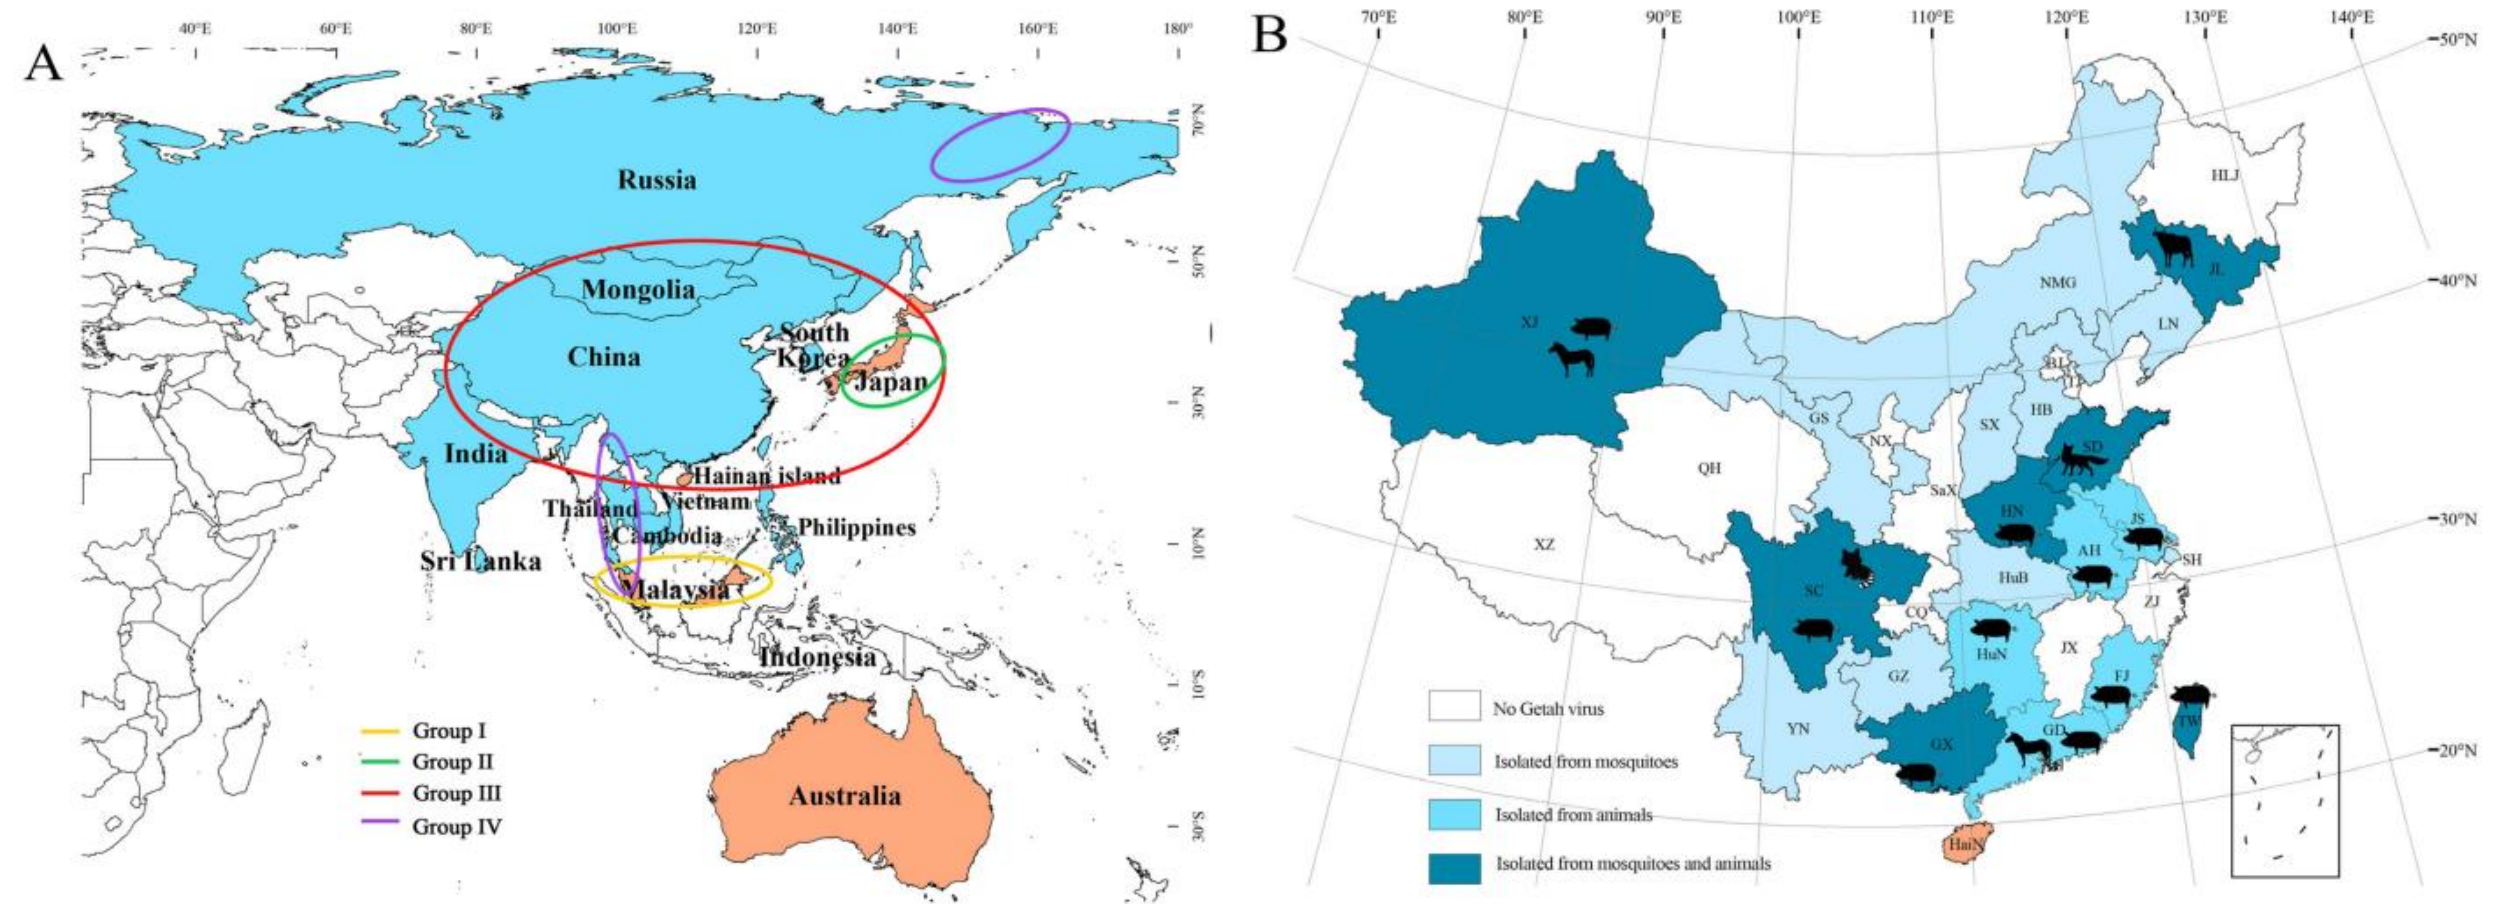 A
40°E 60°E 80°E 100°E 120°E 140°E 160°E 180°
70°N
50°N
30°N
10°N
10°S
30°S
Russia
Mongolia
China
South
Korea
Japan
India
Hainan island
Thailand
Vietnam
Cambodia
Philippines
Sri Lanka
Malaysia
Indonesia
Australia
Group I
Group II
Group III
Group IV
B
70°E 80°E 90°E 100°E 110°E 120°E 130°E 140°E
50°N
40°N
30°N
20°N
HLJ
JL
NMG
LN
XJ
BJ
TJ
HB
GS
SX
NX
SD
QH
SaX
HN
JS
XZ
AH
SH
HuB
SC
CQ
ZJ
HuN
JX
GZ
FJ
YN
GX
GD
TW
HaiN
No Getah virus
Isolated from mosquitoes
Isolated from animals
Isolated from mosquitoes and animals